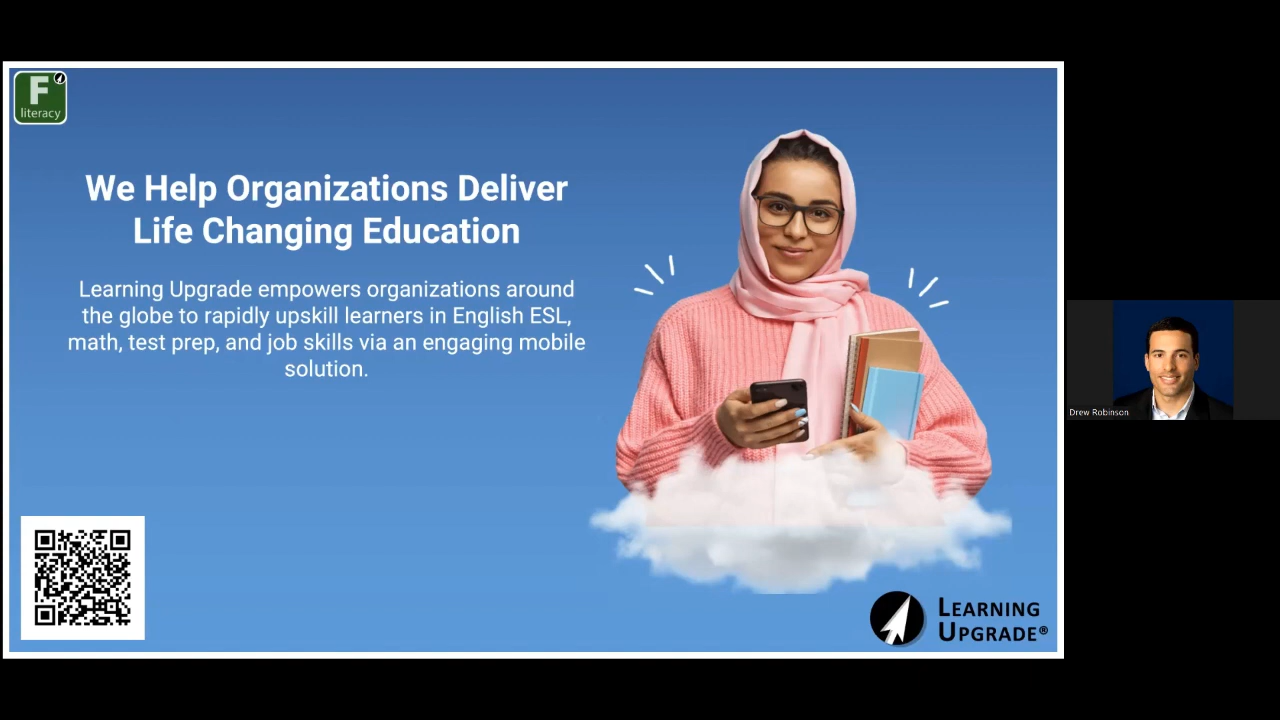 F
literacy
We Help Organizations Deliver
Life Changing Education
Learning Upgrade empowers organizations around
the globe to rapidly upskill learners in English ESL,
math, test prep, and job skills via an engaging mobile
solution.
LEARNING
UPGRADE®
Drew Robinson